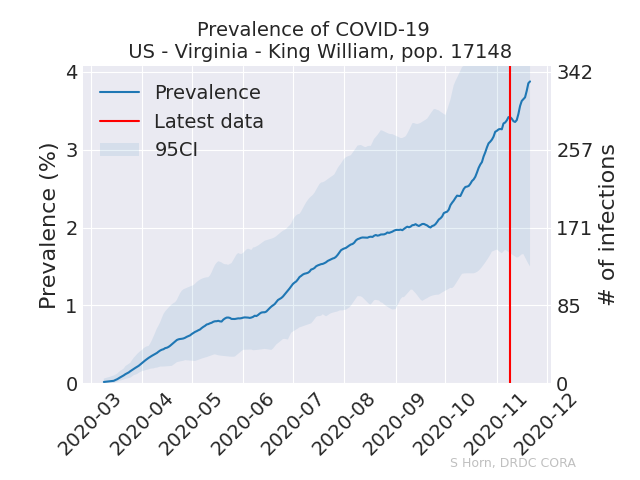 Prevalence of COVID-19
US - Virginia - King William, pop. 17148
Prevalence
Latest data
95CI
Prevalence (%)
4
3
2
1
0
# of infections
342
257
171
85
0
2020-03
2020-04
2020-05
2020-06
2020-07
2020-08
2020-09
2020-10
2020-11
2020-12
S Horn, DRDC CORA